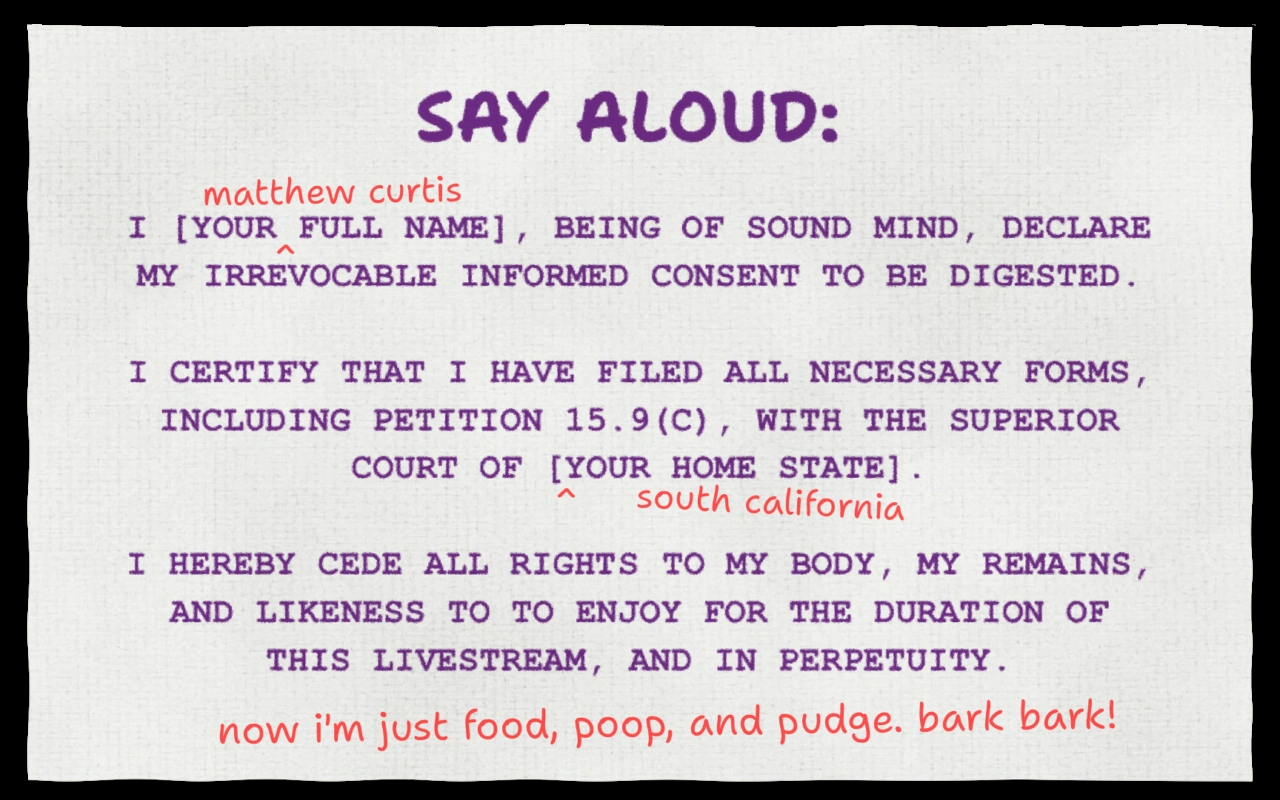 SAY ALOUD:
matthew curtis
I [YOUR FULL NAME], BEING OF SOUND MIND, DECLARE
^
MY IRREVOCABLE INFORMED CONSENT TO BE DIGESTED.
I CERTIFY THAT I HAVE FILED ALL NECESSARY FORMS,
INCLUDING PETITION 15.9(C), WITH THE SUPERIOR
COURT OF [YOUR HOME STATE].
^ south california
I HEREBY CEDE ALL RIGHTS TO MY BODY, MY REMAINS,
AND LIKENESS TO TO ENJOY FOR THE DURATION OF
THIS LIVESTREAM, AND IN PERPETUITY.
now i'm just food, poop, and pudge. bark bark!